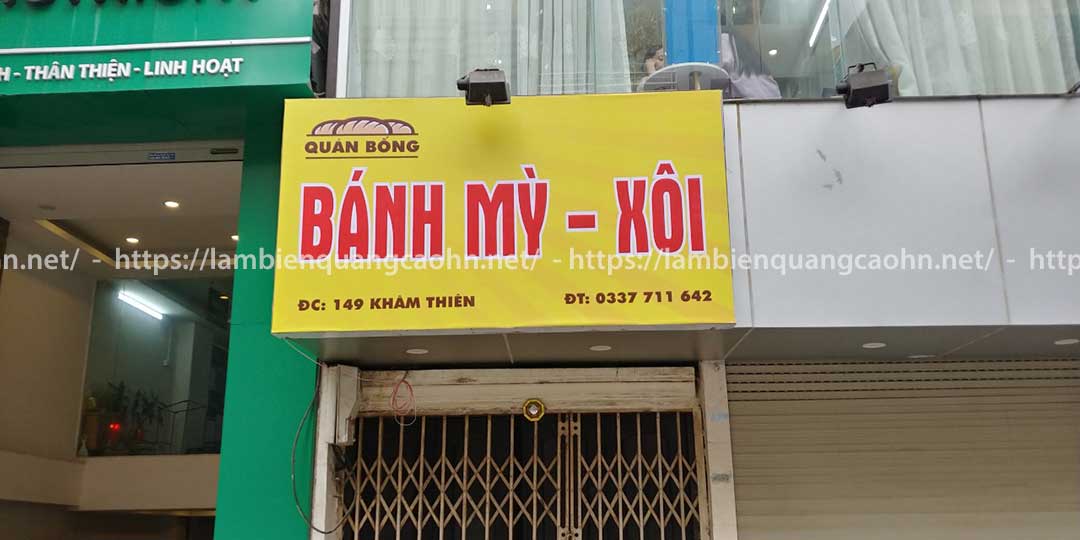 H - THÂN THIỆN - LINH HOẠT
QUÁN BỐNG
BÁNH MỲ - XÔI
n.net/ - https://lambienquangcaohn.net/ - https://lambienquangcaohn.net/ - http
ĐC: 149 KHÂM THIÊN
ĐT: 0337 711 642